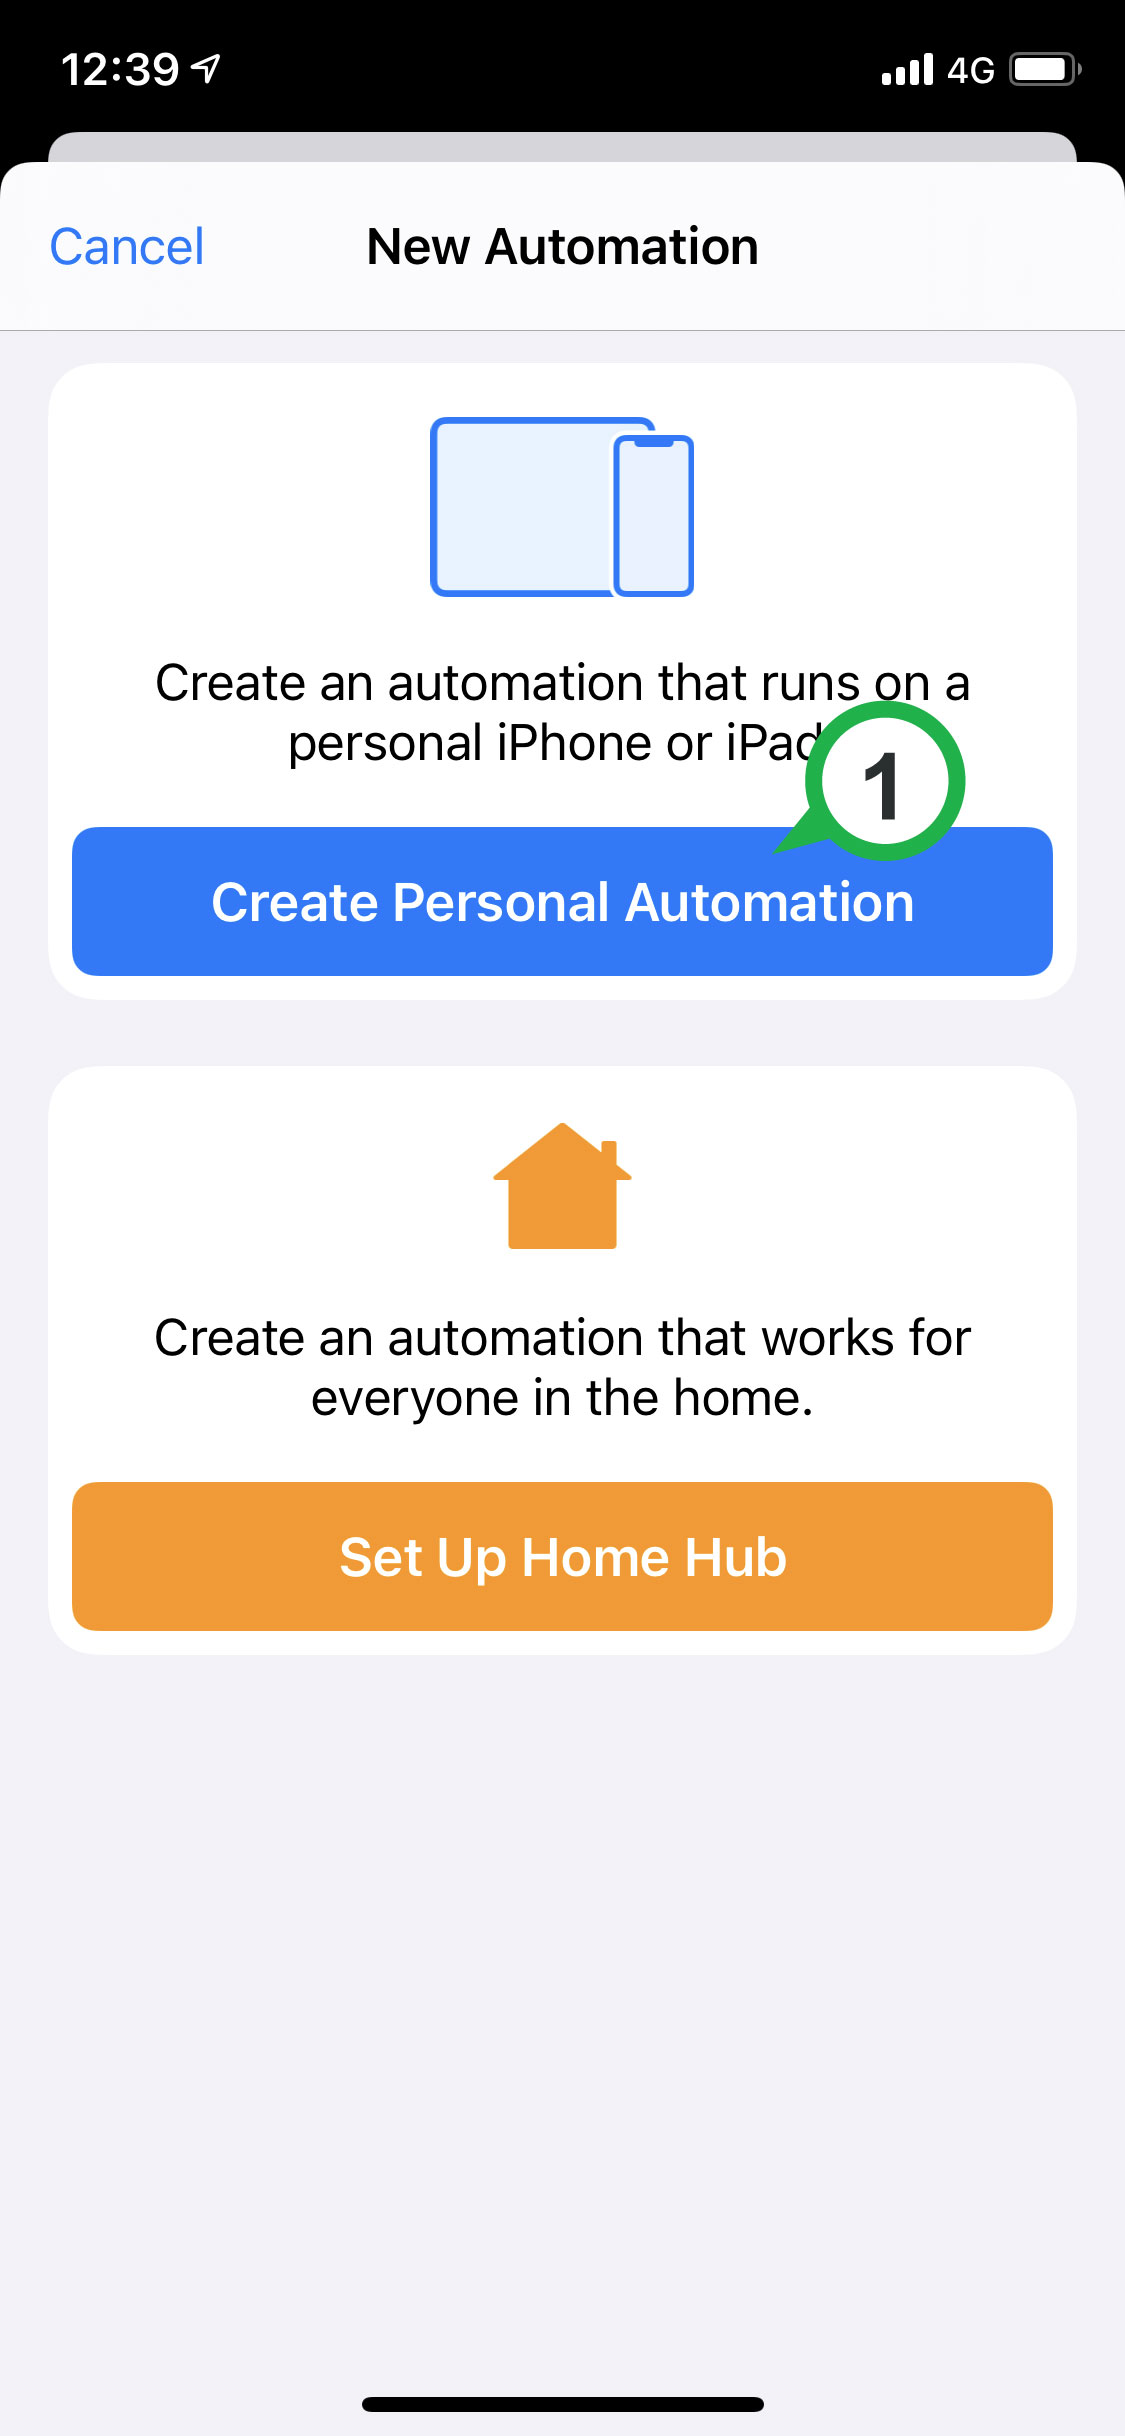 12:39
4G
Cancel
New Automation
Create an automation that runs on a
personal iPhone or iPad
1
Create Personal Automation
Create an automation that works for
everyone in the home.
Set Up Home Hub